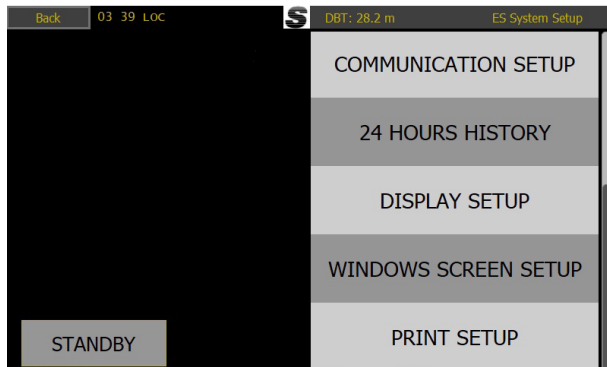 Back 03 39 LOC S DBT: 28.2 m ES System Setup
COMMUNICATION SETUP
24 HOURS HISTORY
DISPLAY SETUP
WINDOWS SCREEN SETUP
STANDBY PRINT SETUP